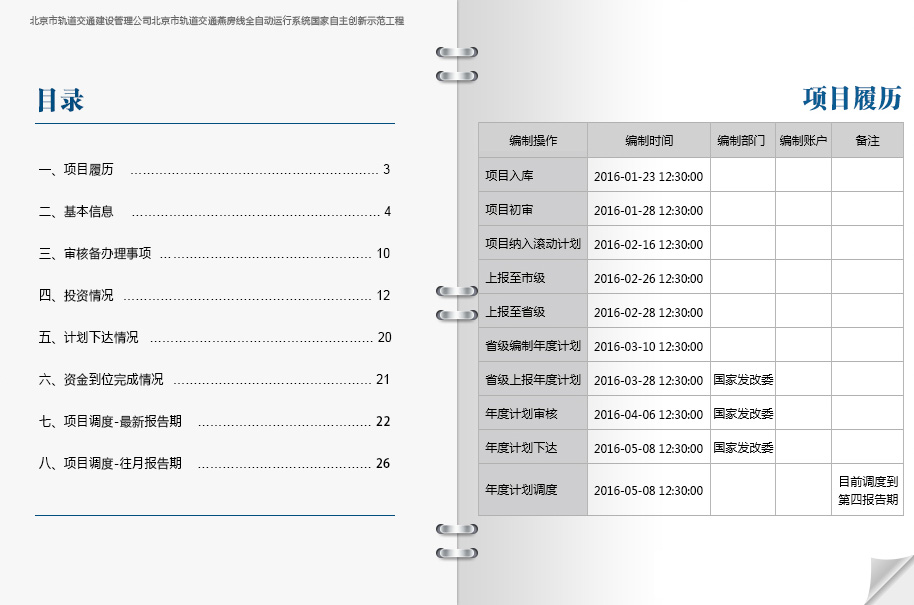 北京市轨道交通建设管理公司北京市轨道交通燕房线全自动运行系统国家自主创新示范工程
目录
一、项目履历 3
二、基本信息 4
三、审核备办理事项 10
四、投资情况 12
五、计划下达情况 20
六、资金到位完成情况 21
七、项目调度-最新报告期 22
八、项目调度-往月报告期 26
项目履历
编制操作 编制时间 编制部门 编制账户 备注
项目入库 2016-01-23 12:30:00
项目初审 2016-01-28 12:30:00
项目纳入滚动计划 2016-02-16 12:30:00
上报至市级 2016-02-26 12:30:00
上报至省级 2016-02-28 12:30:00
省级编制年度计划 2016-03-10 12:30:00
省级上报年度计划 2016-03-28 12:30:00 国家发改委
年度计划审核 2016-04-06 12:30:00 国家发改委
年度计划下达 2016-05-08 12:30:00 国家发改委
年度计划调度 2016-05-08 12:30:00 目前调度到
第四报告期